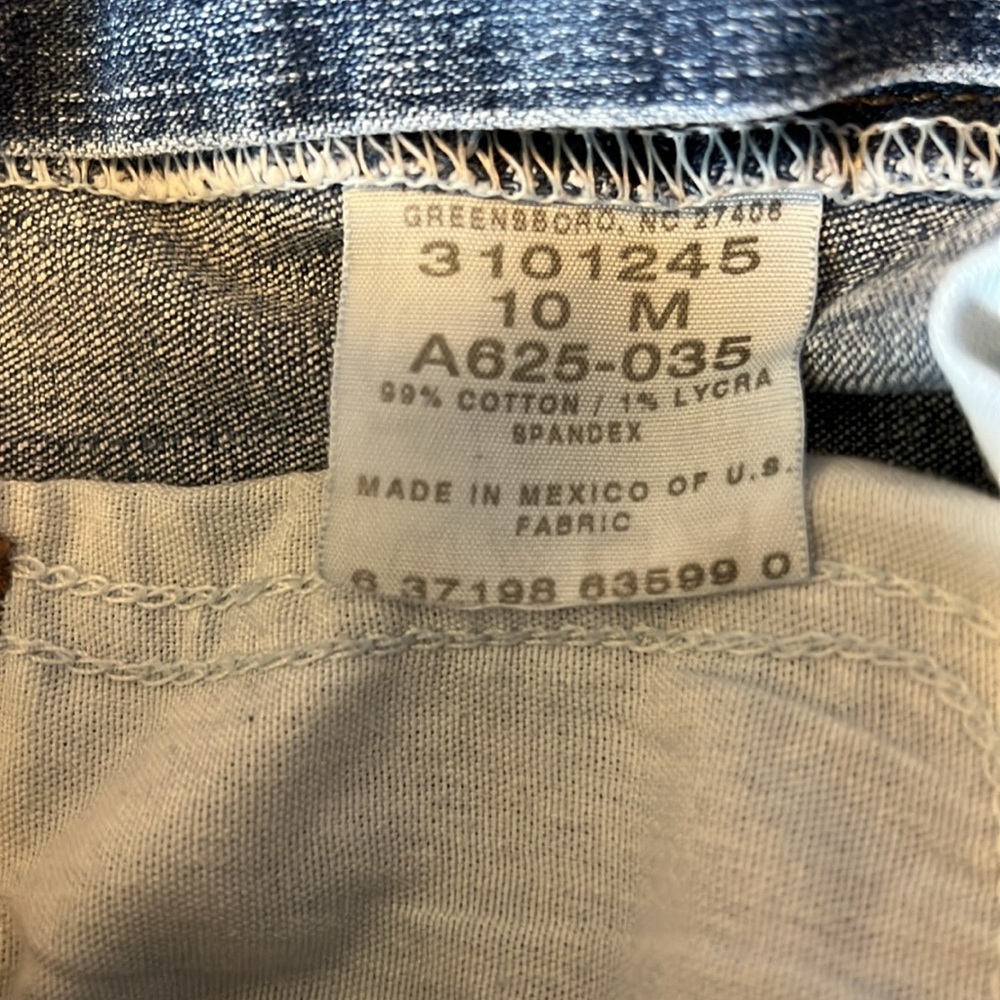 GREENSBORO, NC 27406
3101245
10 M
A625-035
99% COTTON / 1% LYCRA
SPANDEX
MADE IN MEXICO OF U.S.
FABRIC
6 37198 63599 0